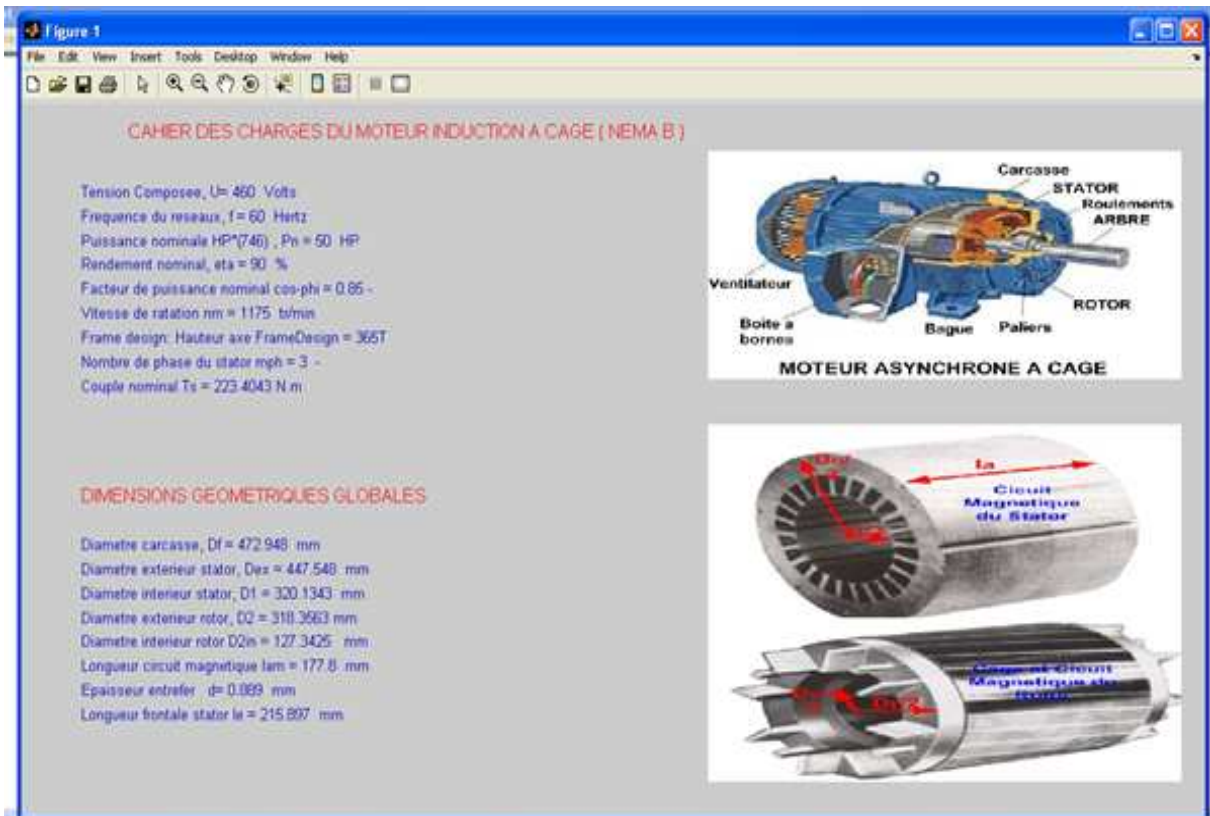 Figure 1
File Edit View Insert Tools Desktop Window Help
CAHIER DES CHARGES DU MOTEUR INDUCTION A CAGE ( NEMA B )
Tension Composee, U= 460 Volts
Frequence du reseaux, f = 60 Hertz
Puissance nominale HP*(746) , Pn = 50 HP
Rendement nominal, eta = 90 %
Facteur de puissance nominal cos-phi = 0.86 -
Vitesse de ratation nm = 1175 tr/min
Frame design: Hauteur axe FrameDesign = 365T
Nombre de phase du stator mph = 3 -
Couple nominal Ts = 223.4043 N.m
Carcasse
STATOR
Roulements
ARBRE
Ventilateur
ROTOR
Boite a
bornes
Bague
Paliers
MOTEUR ASYNCHRONE A CAGE
DIMENSIONS GEOMETRIQUES GLOBALES
Diametre carcasse, Df = 472.948 mm
Diametre exterieur stator, Dex = 447.548 mm
Diametre interieur stator, D1 = 320.1343 mm
Diametre exterieur rotor, D2 = 318.3563 mm
Diametre interieur rotor D2in = 127.3425 mm
Longueur circuit magnetique lam = 177.8 mm
Epaisseur entrefer d= 0.889 mm
Longueur frontale stator le = 215.897 mm
la
Cicuit
Magnetique
du Stator
Cage et Cicuit
Magnetique du